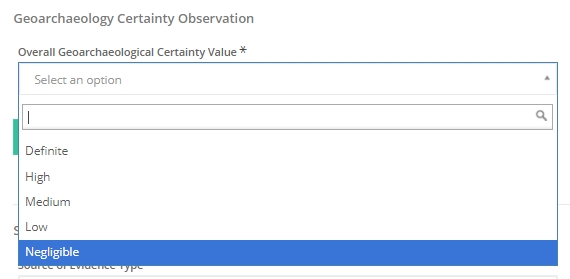 Geoarchaeology Certainty Observation
Overall Geoarchaeological Certainty Value *
Select an option
Definite
High
Medium
Low
Negligible
Source of Evidence Type